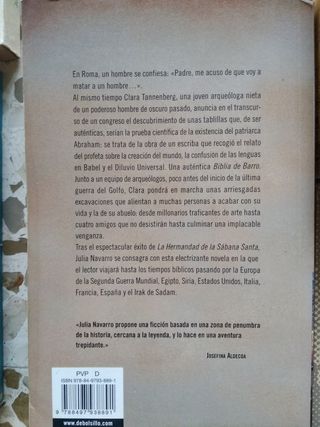 En Roma, un hombre se confiesa: «Padre, me acuso de que voy a
matar a un hombre…».
Al mismo tiempo Clara Tannenberg, una joven arqueóloga nieta
de un poderoso hombre de oscuro pasado, anuncia en el transcur-
so de un congreso el descubrimiento de unas tablillas que, de ser
auténticas, serían la prueba científica de la existencia del patriarca
Abraham: se trata de la obra de un escriba que recogió el relato
del profeta sobre la creación del mundo, la confusión de las lenguas
en Babel y el Diluvio Universal. Una auténtica Biblia de Barro.
Junto a un equipo de arqueólogos, poco antes del inicio de la última
guerra del Golfo, Clara pondrá en marcha unas arriesgadas
excavaciones que alientan a muchas personas a acabar con su
vida y la de su abuelo: desde millonarios traficantes de arte hasta
cuatro amigos que no desistirán hasta culminar una implacable
venganza.
Tras el espectacular éxito de La Hermandad de la Sábana Santa,
Julia Navarro se consagra con esta electrizante novela en la que
el lector viajará hasta los tiempos bíblicos pasando por la Europa
de la Segunda Guerra Mundial, Egipto, Siria, Estados Unidos, Italia,
Francia, España y el Irak de Sadam.
«Julia Navarro propone una ficción basada en una zona de penumbra
de la historia, cercana a la leyenda, y lo hace en una aventura
trepidante.»
Josefina Aldecoa
PVP D
ISBN 978-84-9793-889-1
9 788497 938891
www.debolsillo.com